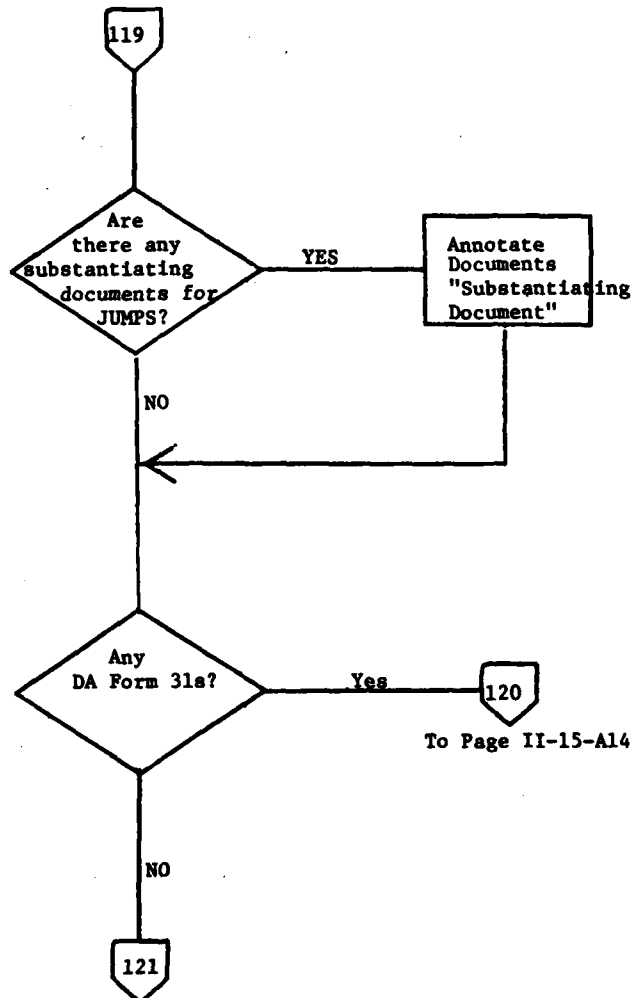 119
Are
there any
substantiating
documents for
JUMPS?
YES
Annotate
Documents
"Substantiating
Document"
NO
Any
DA Form 31s?
Yes
120
To Page II-15-A14
NO
121